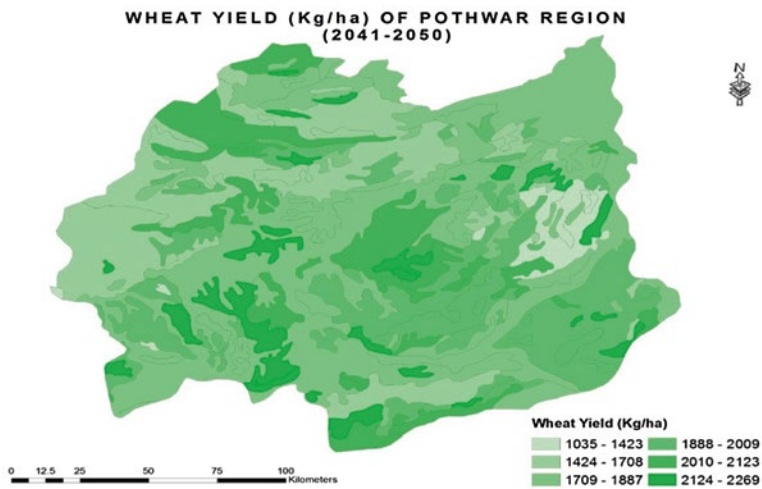 WHEAT YIELD (Kg/ha) OF POTHWAR REGION
(2041-2050)
N
Wheat Yield (Kg/ha)
1035 - 1423
1424 - 1708
1709 - 1887
1888 - 2009
2010 - 2123
2124 - 2269
0 12.5 25 50 75 100
Kilometers